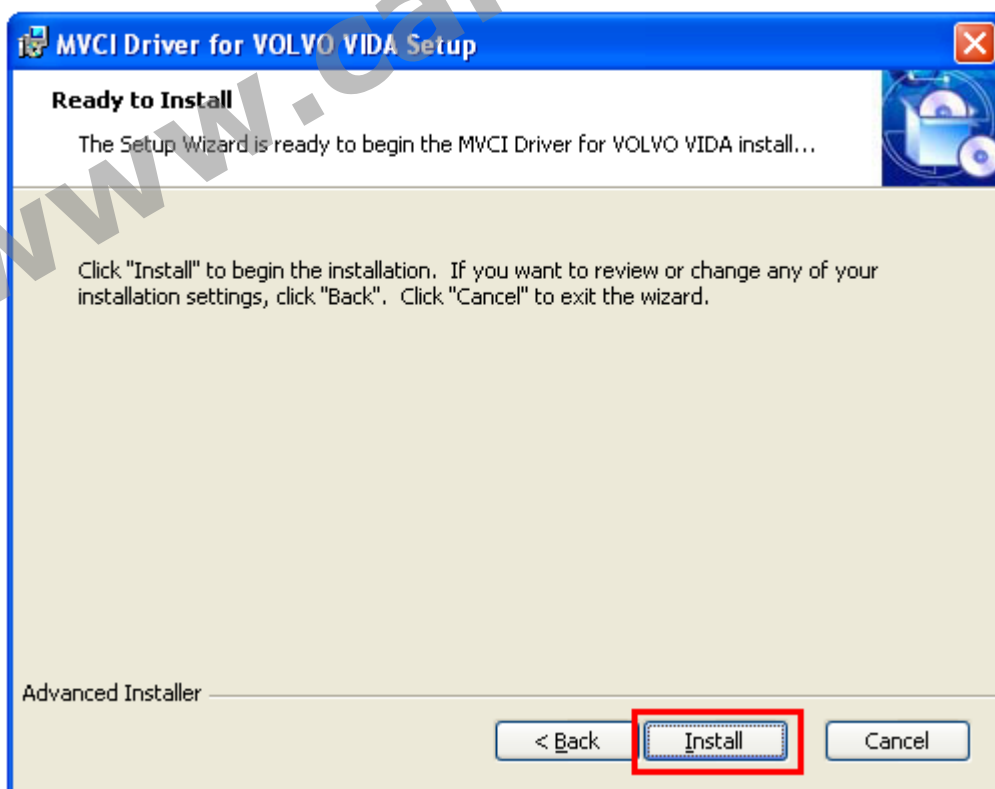 www.ca
MVCI Driver for VOLVO VIDA Setup
Ready to Install
The Setup Wizard is ready to begin the MVCI Driver for VOLVO VIDA install...
Click "Install" to begin the installation. If you want to review or change any of your
installation settings, click "Back". Click "Cancel" to exit the wizard.
Advanced Installer
< Back
Install
Cancel